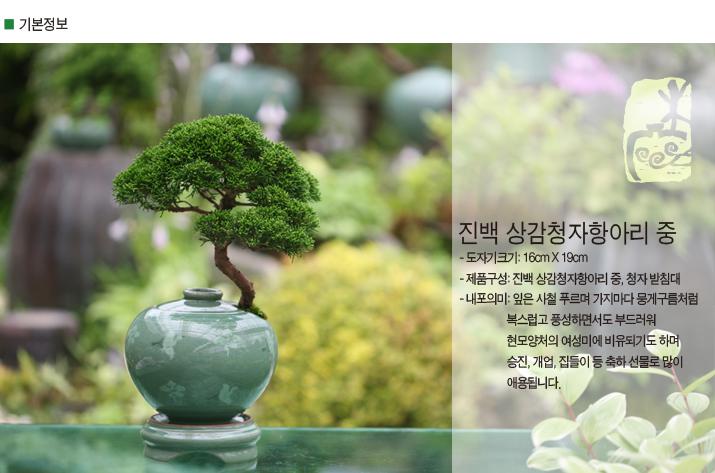 기본정보
진백 상감청자항아리 중
- 도자기크기: 16cm X 19cm
- 제품구성: 진백 상감청자항아리 중, 청자 받침대
- 내포의미: 잎은 사철 푸르며 가지마다 뭉게구름처럼
복스럽고 풍성하면서도 부드러워
현모양처의 여성미에 비유되기도 하며
승진, 개업, 집들이 등 축하 선물로 많이
애용됩니다.